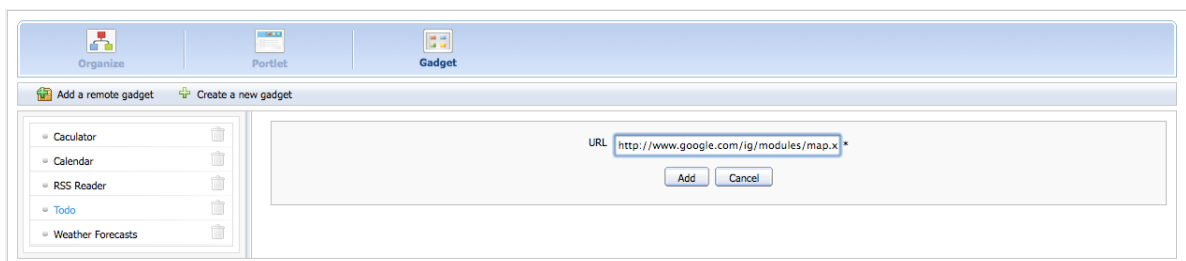 Organize Portlet Gadget
Add a remote gadget Create a new gadget
Caculator
Calendar
RSS Reader
Todo
Weather Forecasts
URL http://www.google.com/ig/modules/map.x *
Add Cancel